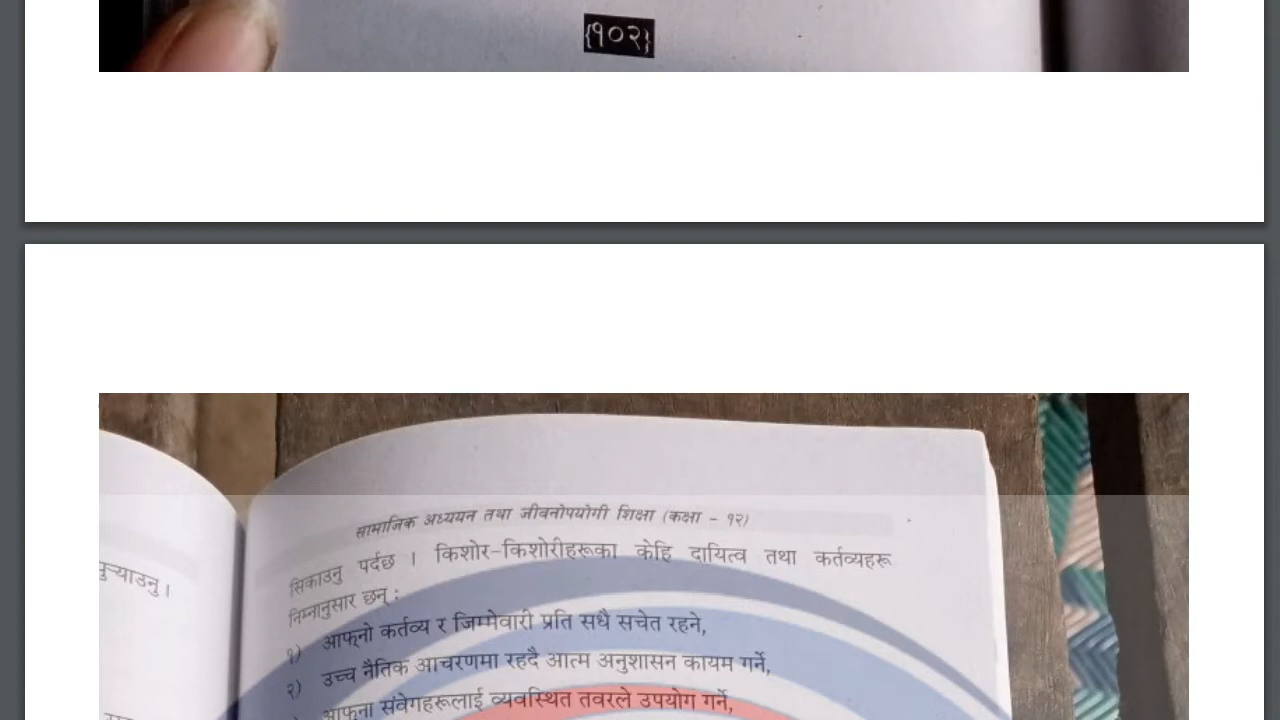 {१०२}
सामाजिक अध्ययन तथा जीवनोपयोगी शिक्षा (कक्षा - १२)
सिकाउनु पर्दछ । किशोर-किशोरीहरूका केहि दायित्व तथा कर्तव्यहरू
निम्नानुसार छन् :
१) आफ्नो कर्तव्य र जिम्मेवारी प्रति सधै सचेत रहने,
२) उच्च नैतिक आचरणमा रहदै आत्म अनुशासन कायम गर्ने,
आफ्ना संवेगहरूलाई व्यवस्थित तवरले उपयोग गर्ने,